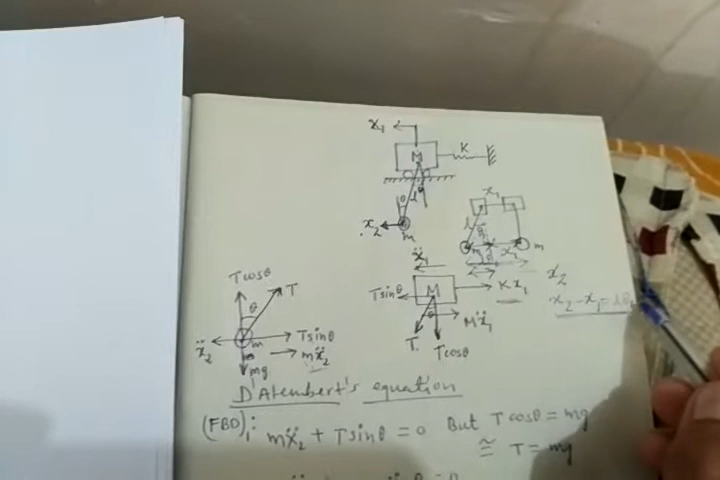 x₁
K
M
θ
θ l
x₂
m
x₁
l θ
m
m
x₁
ẍ₁
x₂
M
Tsinθ
Kx₁
x₂ - x₁ = lθ
θ
Mẍ₁
T
Tcosθ
Tcosθ
T
θ
m
Tsinθ
ẍ₂
mẍ₂
θ
mg
D'Alembert's equation
(FBD)₁: mẍ₂ + Tsinθ = 0 But Tcosθ = mg
≅ T = mg